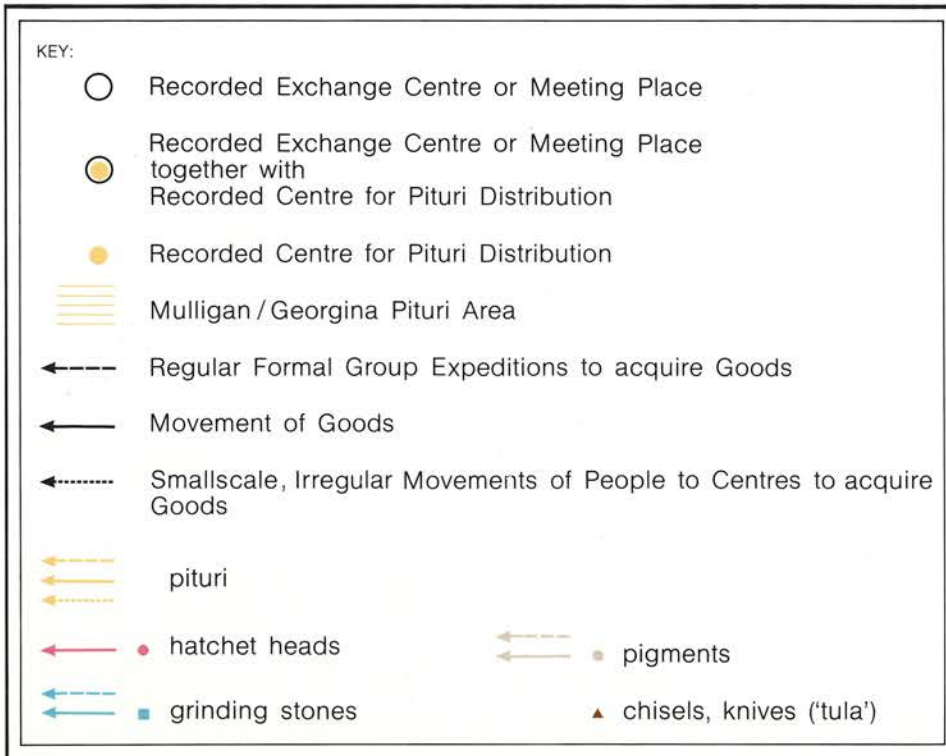 KEY:
Recorded Exchange Centre or Meeting Place
Recorded Exchange Centre or Meeting Place
together with
Recorded Centre for Pituri Distribution
Recorded Centre for Pituri Distribution
Mulligan / Georgina Pituri Area
Regular Formal Group Expeditions to acquire Goods
Movement of Goods
Smallscale, Irregular Movements of People to Centres to acquire
Goods
pituri
hatchet heads
pigments
grinding stones
chisels, knives (‘tula’)